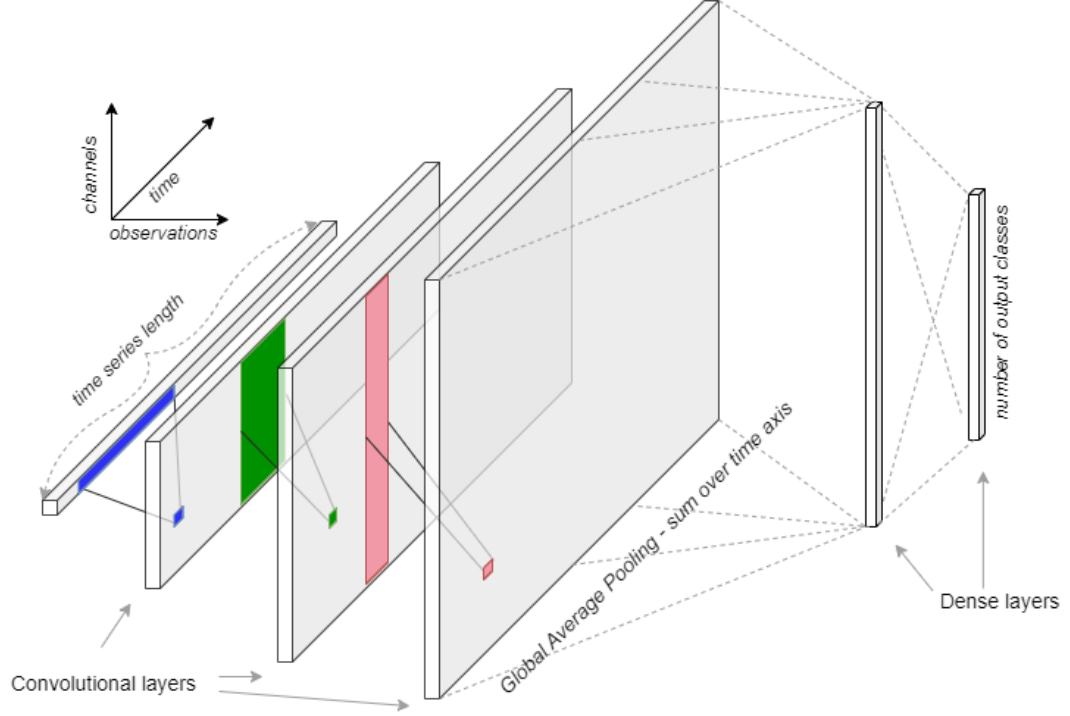 channels
time
observations
time series length
number of output classes
Global Average Pooling - sum over time axis
Dense layers
Convolutional layers